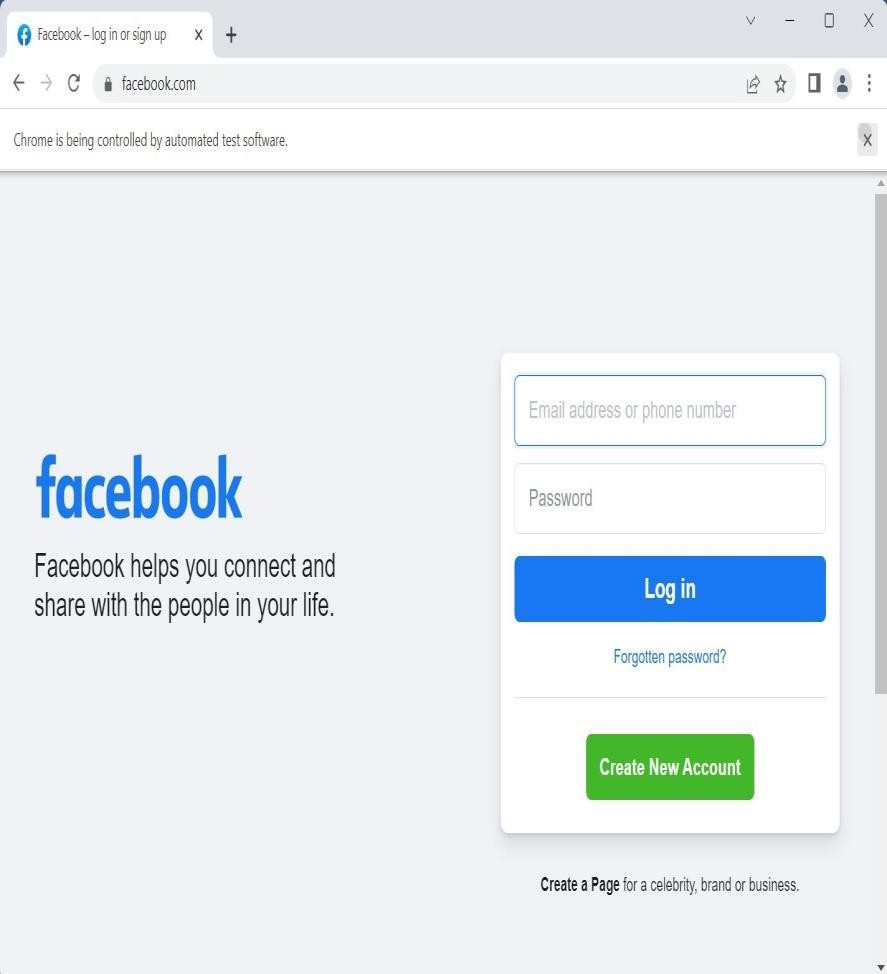 Facebook – log in or sign up
facebook.com
Chrome is being controlled by automated test software.
facebook
Facebook helps you connect and
share with the people in your life.
Email address or phone number
Password
Log in
Forgotten password?
Create New Account
Create a Page for a celebrity, brand or business.